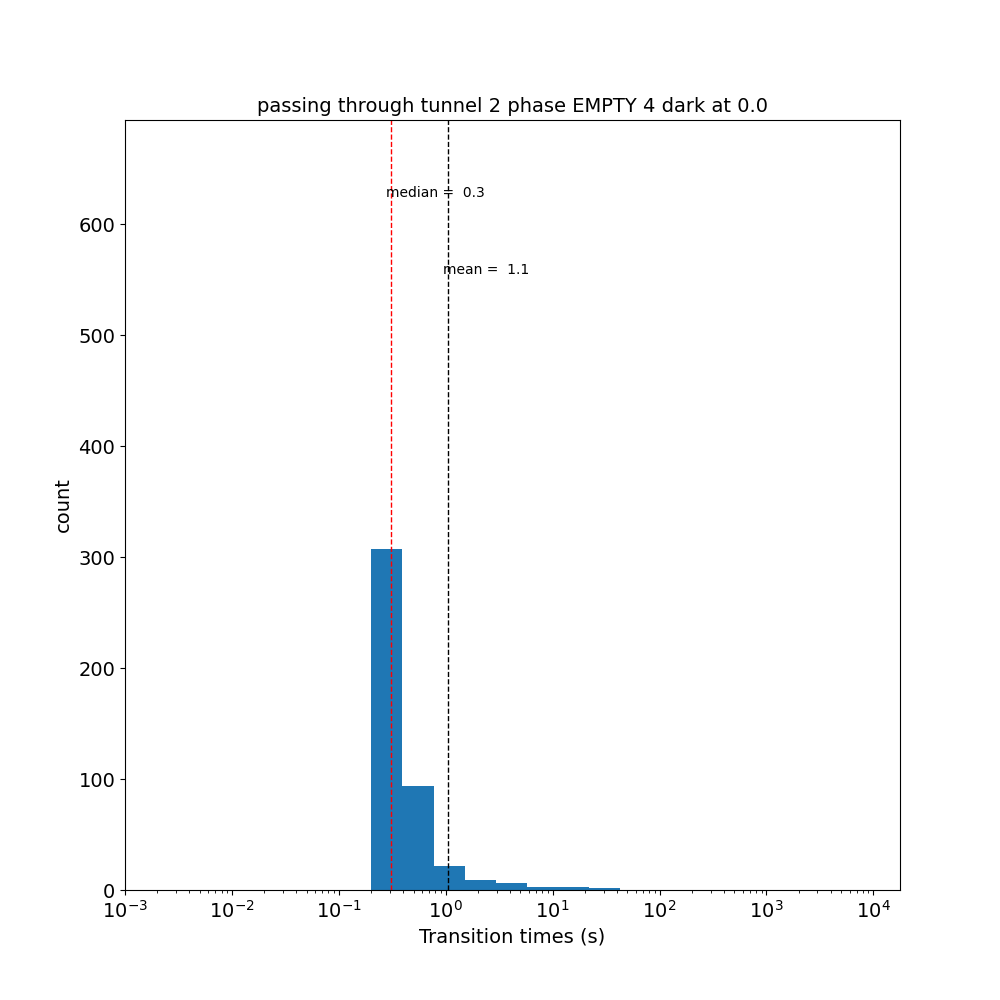 passing through tunnel 2 phase EMPTY 4 dark at 0.0
median =  0.3
mean =  1.1
600
500
400
300
200
100
0
count
10⁻³ 10⁻² 10⁻¹ 10⁰ 10¹ 10² 10³ 10⁴
Transition times (s)